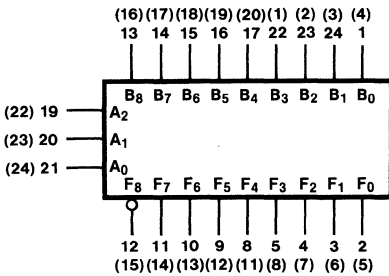 (16) (17) (18) (19) (20) (1) (2) (3) (4)
13 14 15 16 17 22 23 24 1
B8 B7 B6 B5 B4 B3 B2 B1 B0
(22) 19 A2
(23) 20 A1
(24) 21 A0
F8 F7 F6 F5 F4 F3 F2 F1 F0
12 11 10 9 8 5 4 3 2
(15) (14) (13) (12) (11) (8) (7) (6) (5)